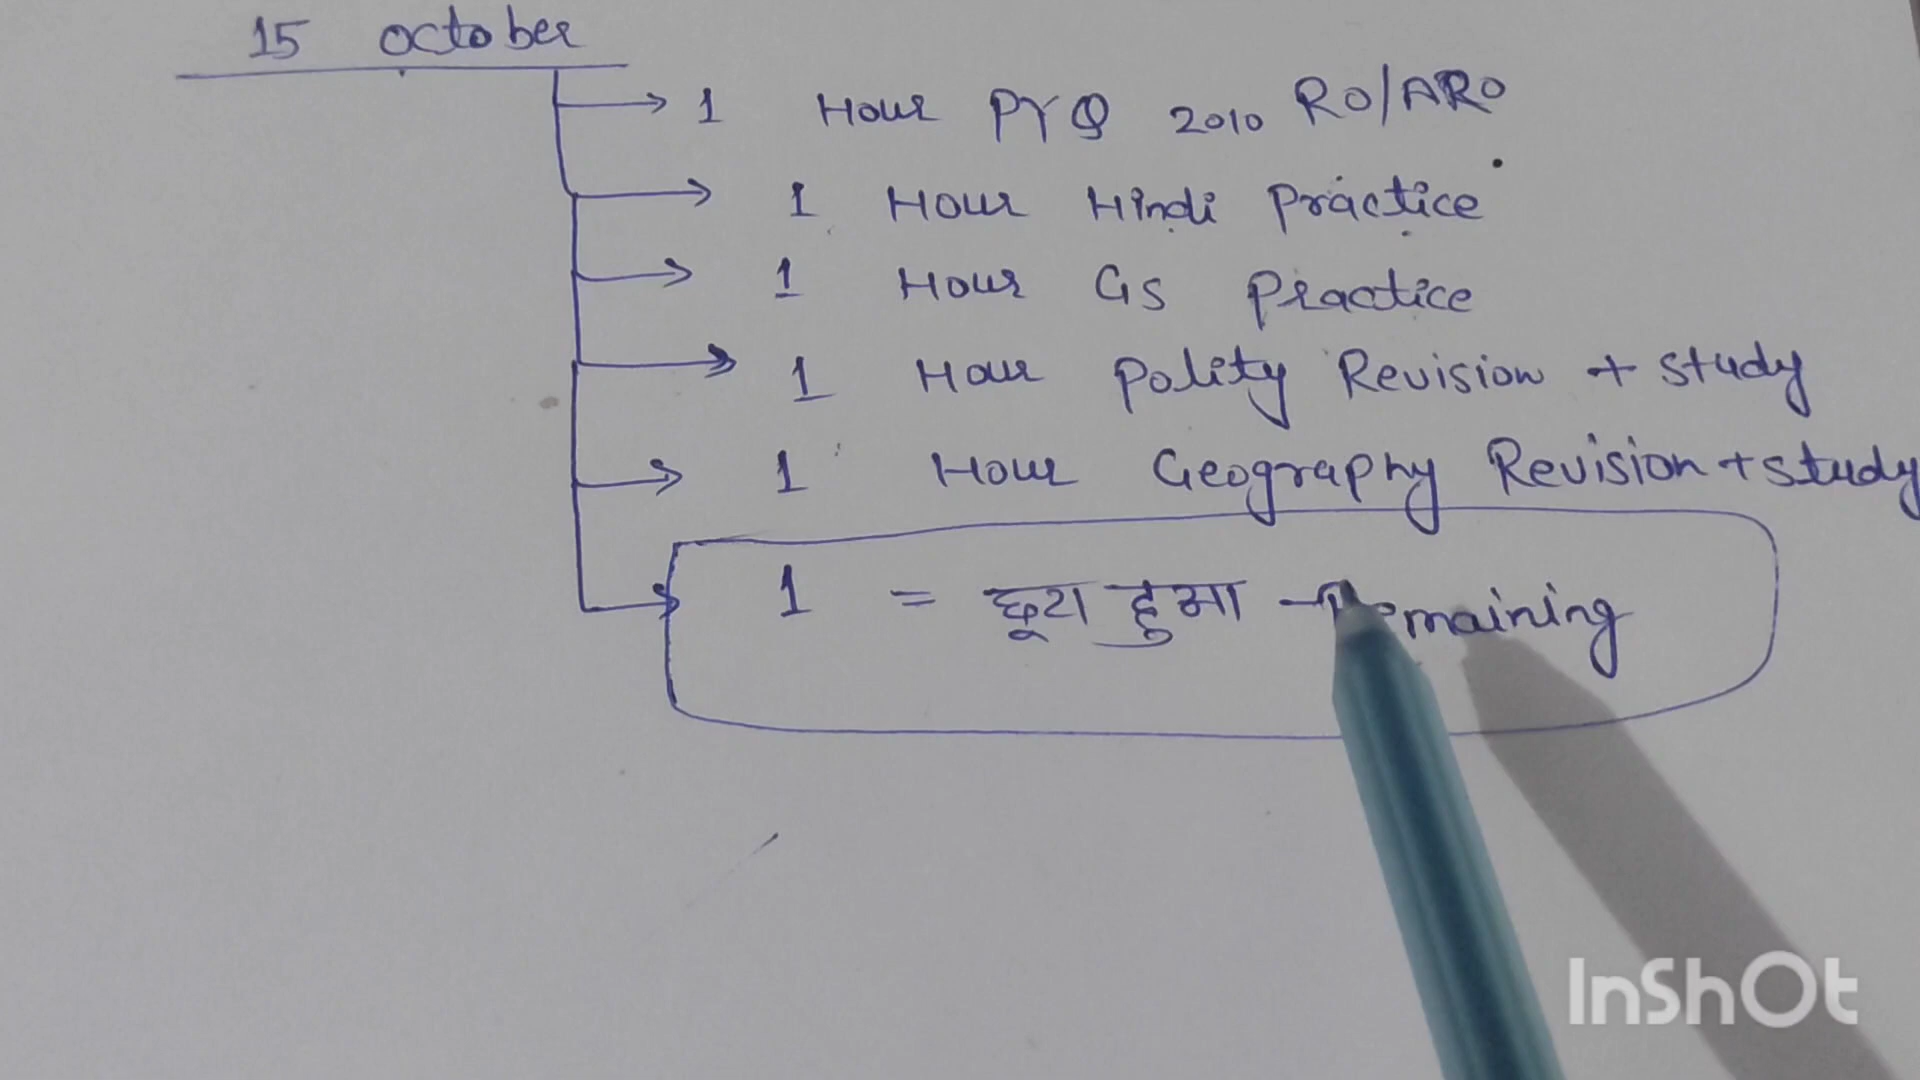 15 october
1 Hour PYQ 2010 RO/ARO
1 Hour Hindi practice
1 Hour GS practice
1 Hour polity Revision + study
1 Hour Geography Revision + study
1 = छूटा हुआ Remaining
InShOt